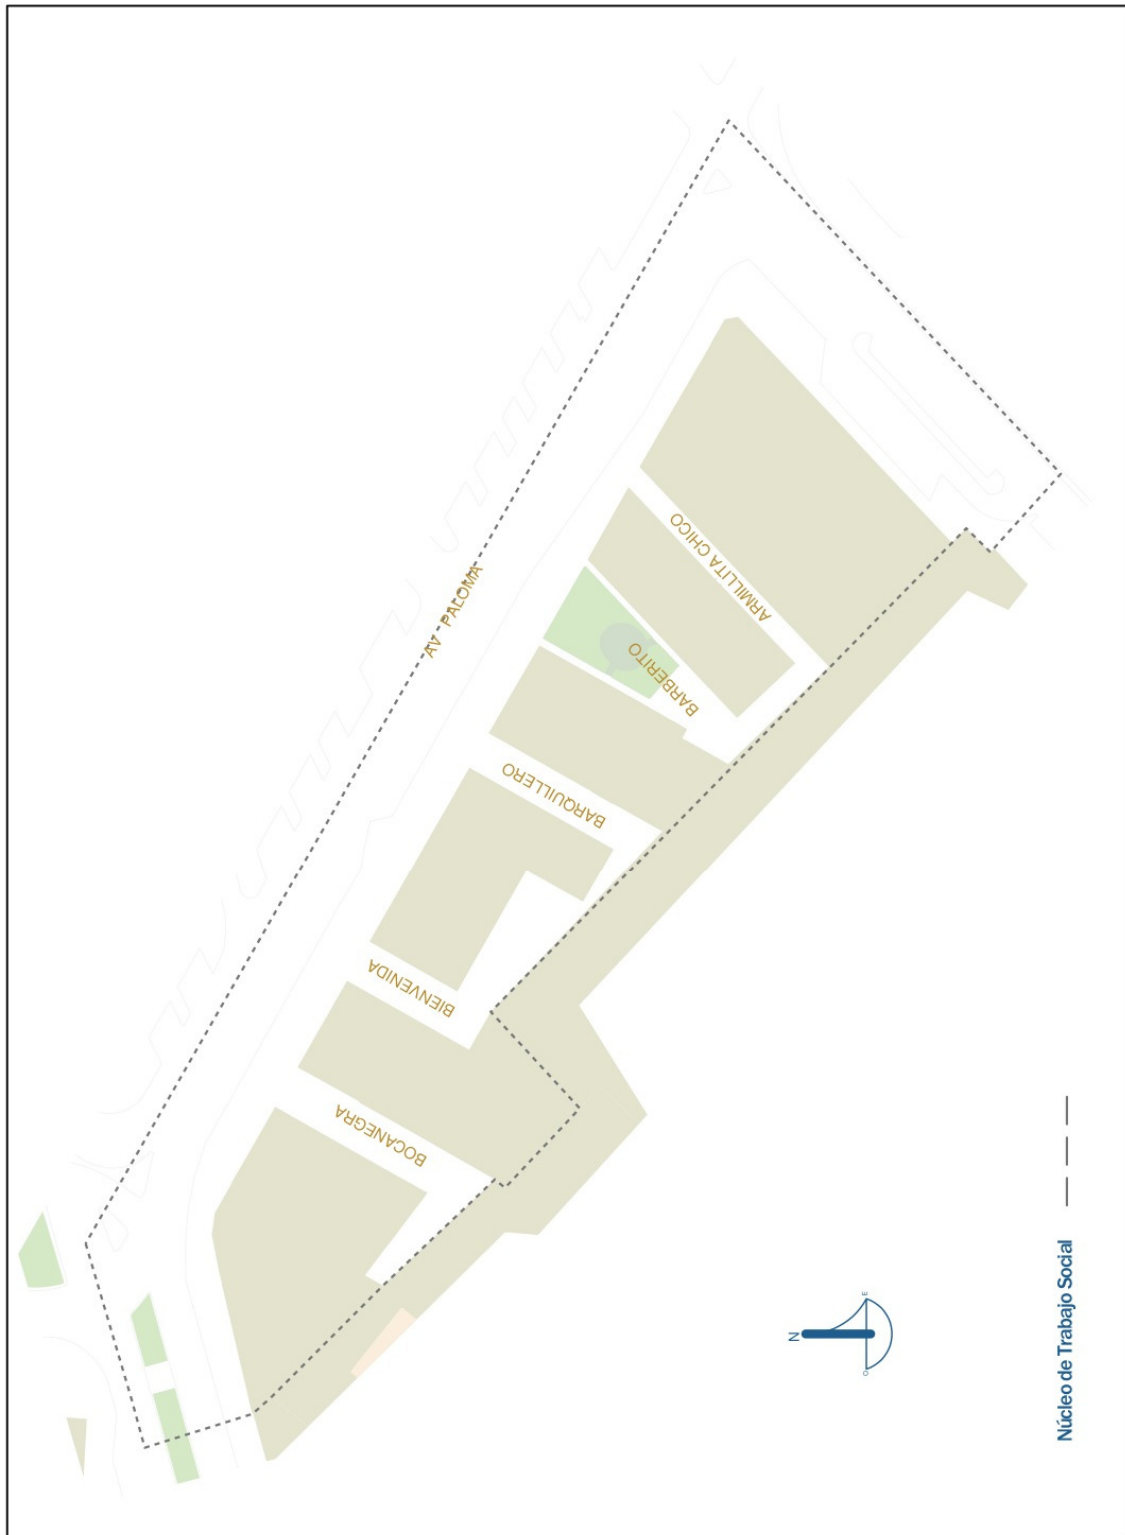 AV PALOMA
ARMILLITA CHICO
BARBERITO
BARQUILLERO
BIENVENIDA
BOCANEGRA
N
O
E
Núcleo de Trabajo Social